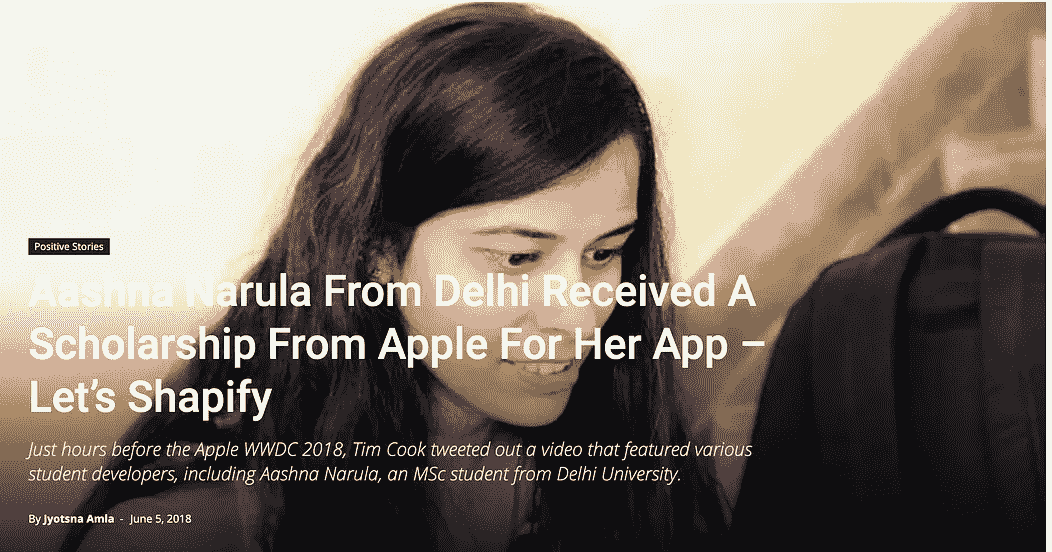 Positive Stories
Aashna Narula From Delhi Received A
Scholarship From Apple For Her App –
Let's Shapify
Just hours before the Apple WWDC 2018, Tim Cook tweeted out a video that featured various
student developers, including Aashna Narula, an MSc student from Delhi University.
By Jyotsna Amla - June 5, 2018